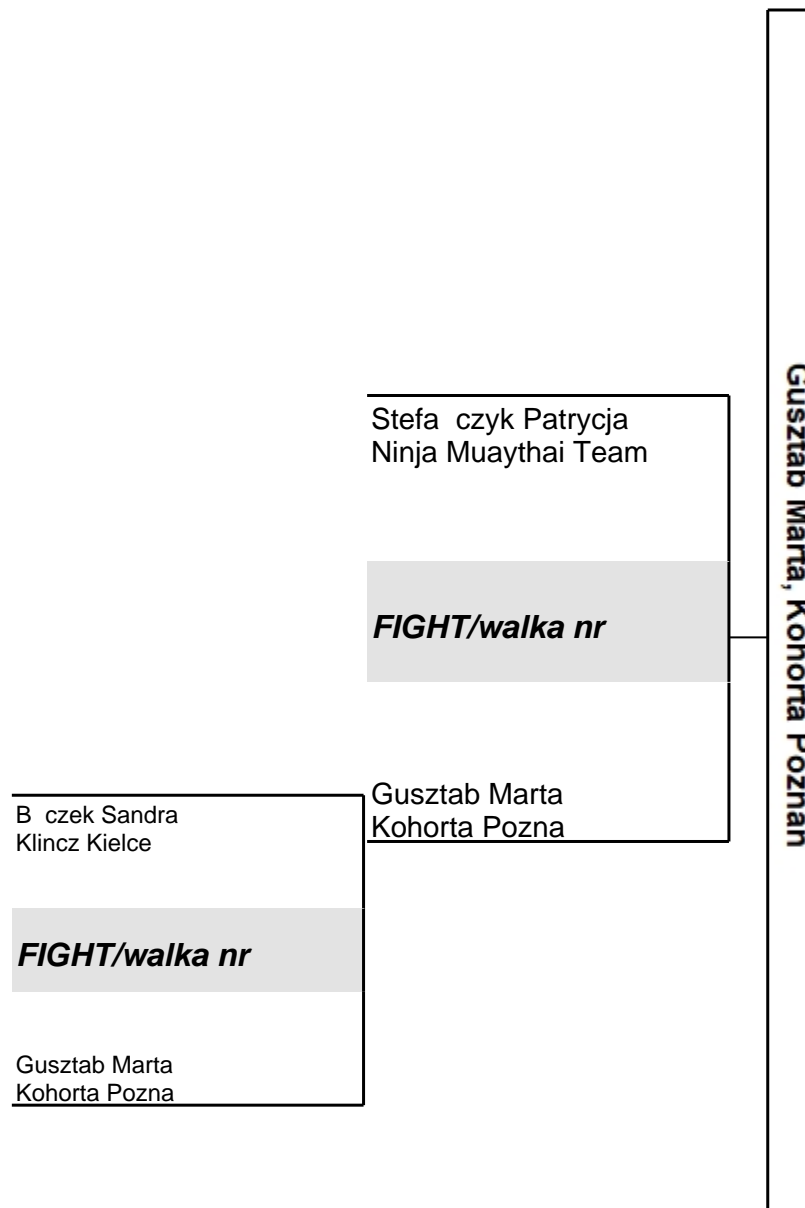 Stefa czyk Patrycja
Ninja Muaythai Team
FIGHT/walka nr
Gusztab Marta
Kohorta Pozna
B czek Sandra
Klincz Kielce
FIGHT/walka nr
Gusztab Marta
Kohorta Pozna
Gusztab Marta, Kohorta Poznań